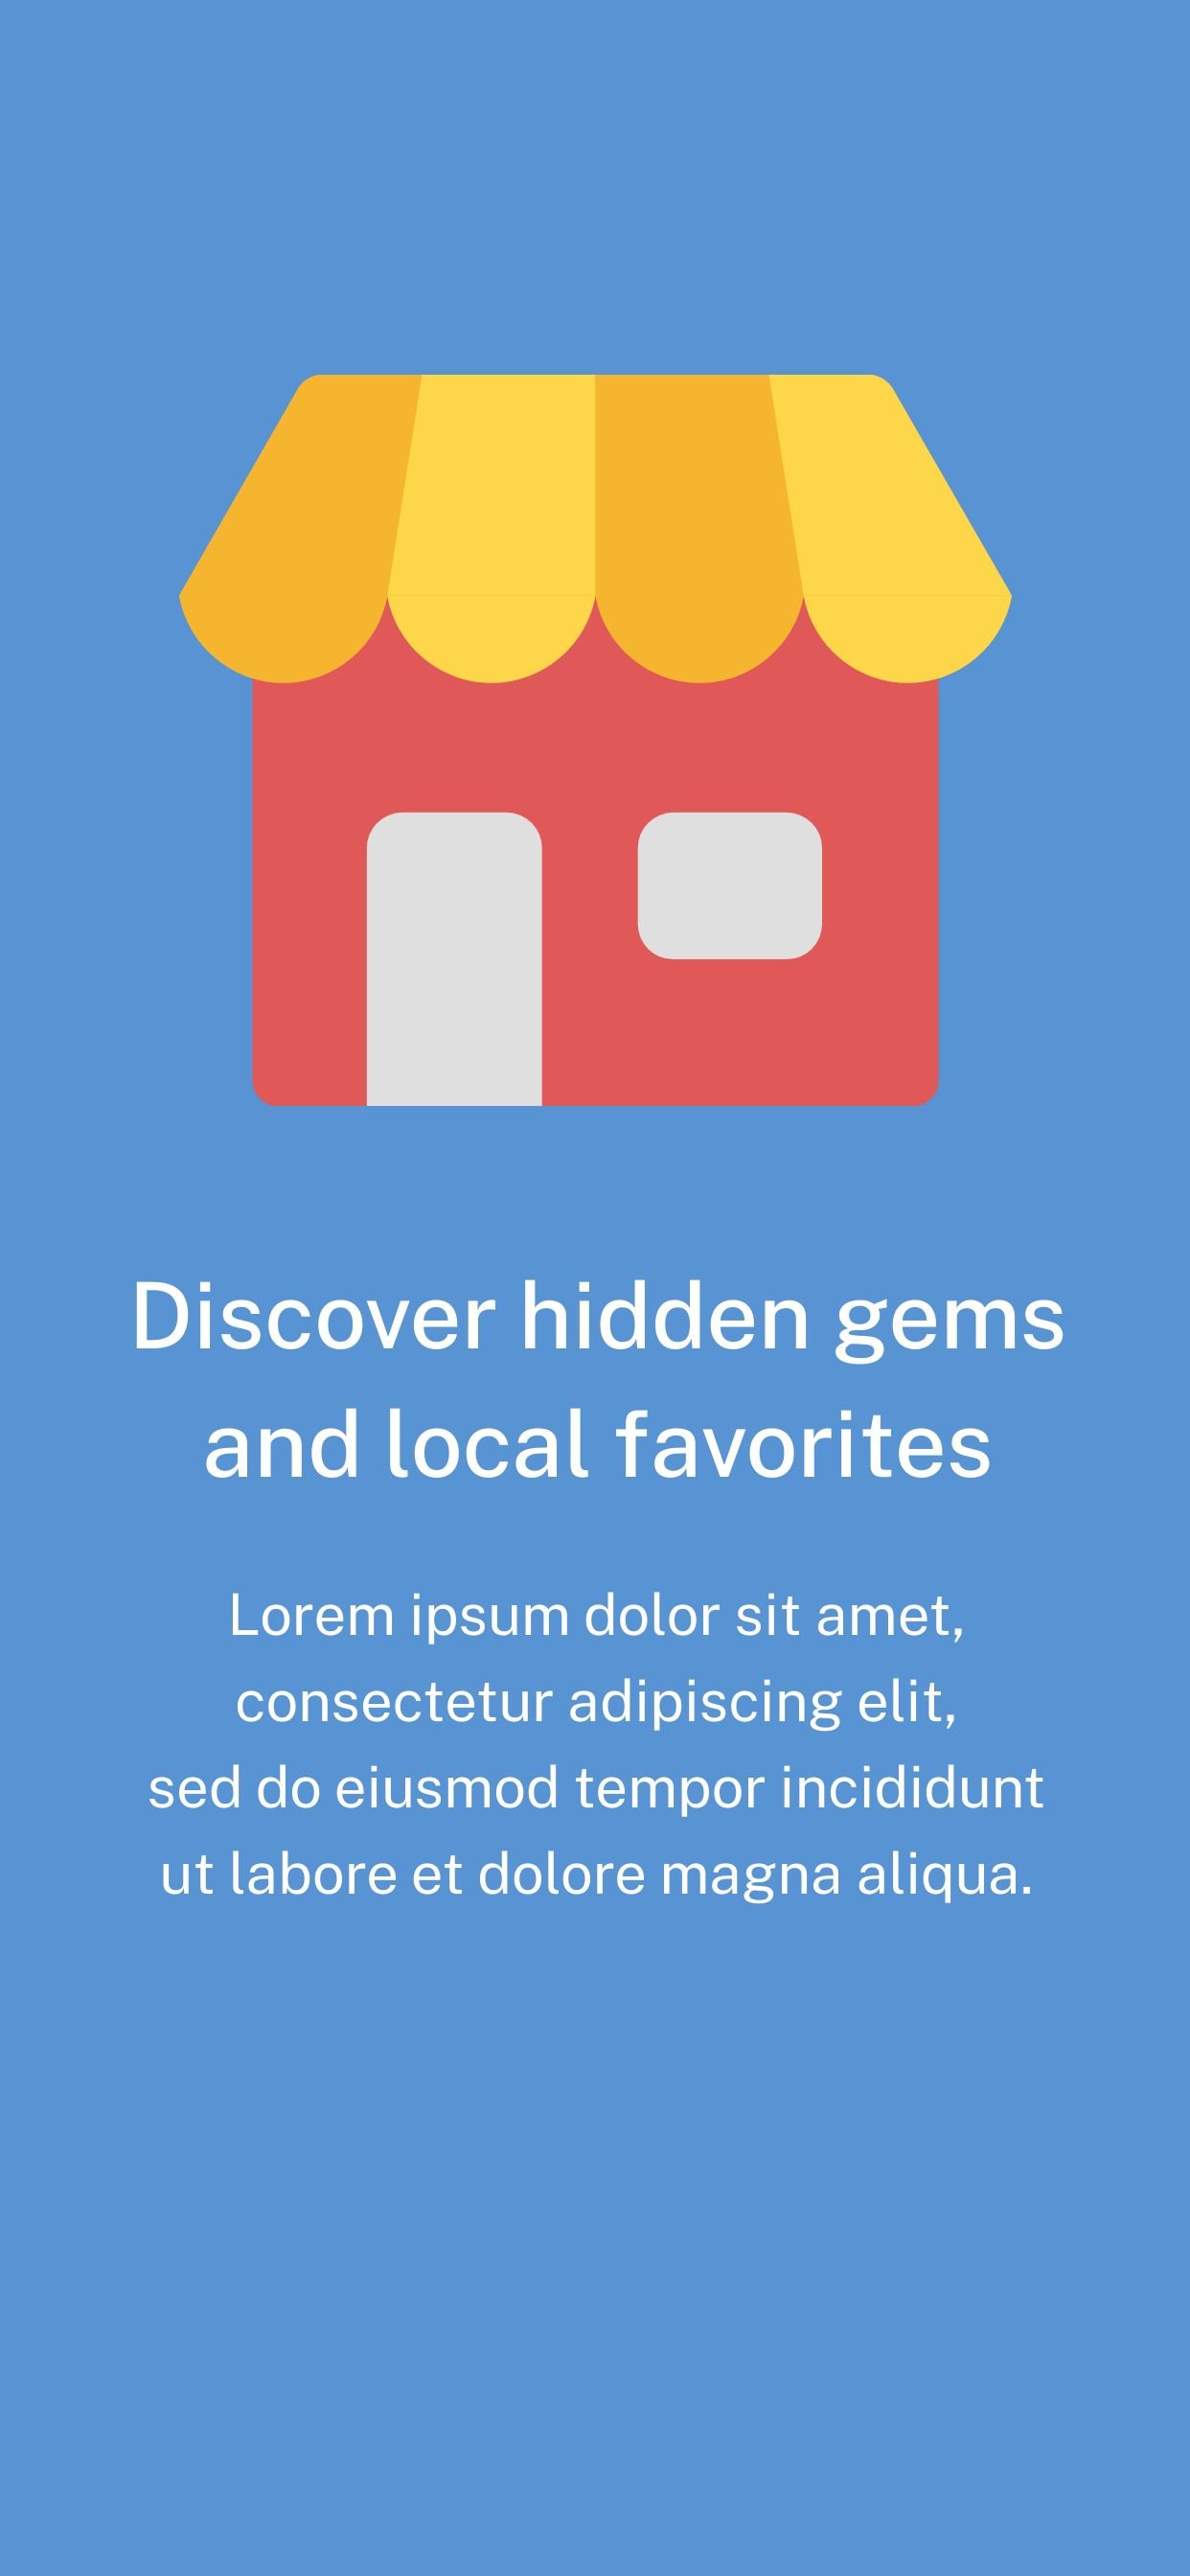 Discover hidden gems
and local favorites
Lorem ipsum dolor sit amet,
consectetur adipiscing elit,
sed do eiusmod tempor incididunt
ut labore et dolore magna aliqua.